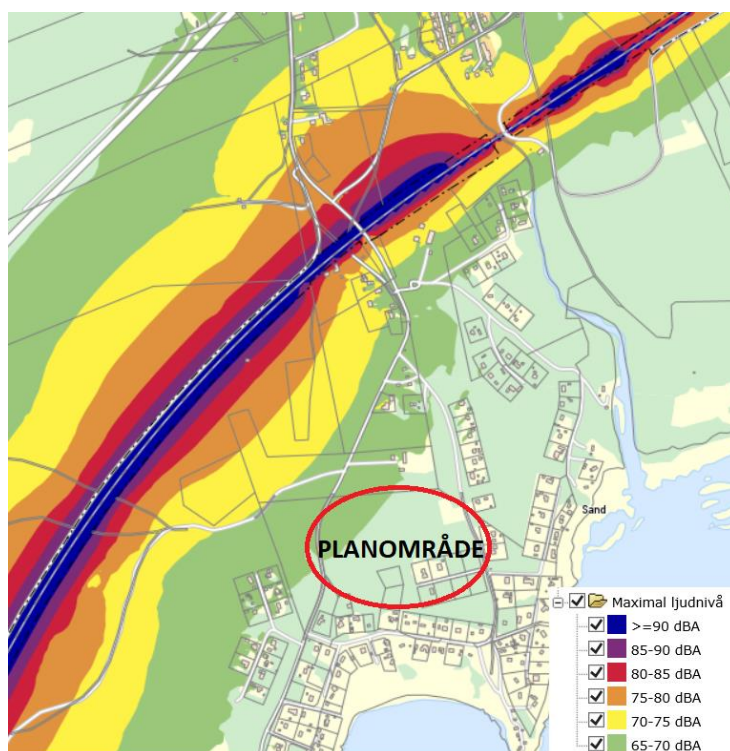 Sand
PLANOMRÅDE
Maximal ljudnivå
>=90 dBA
85-90 dBA
80-85 dBA
75-80 dBA
70-75 dBA
65-70 dBA